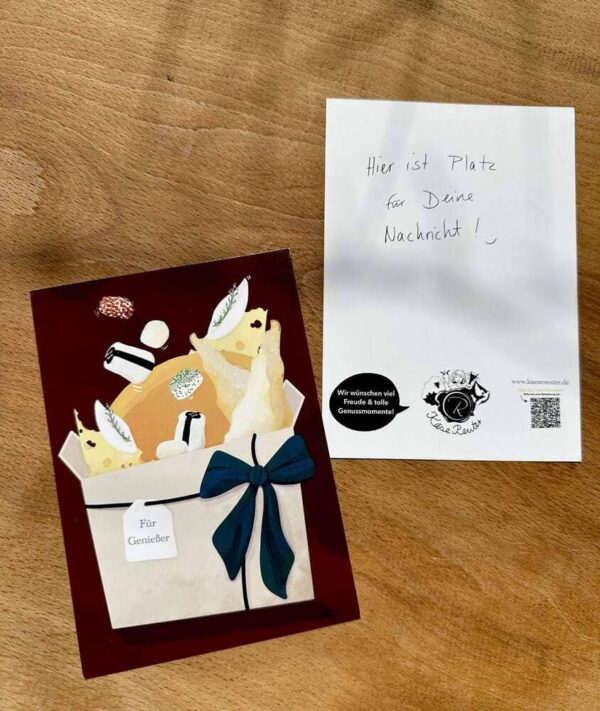 Hier ist Platz
für Deine
Nachricht!
Wir wünschen viel
Freude & tolle
Genussmomente!
R
Käse Reuter
www.kaesereuter.de
Für
Genießer